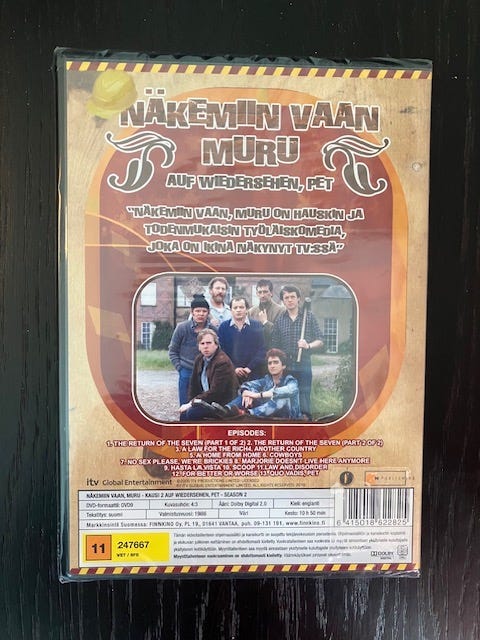 NÄKEMIIN VAAN
MURU
AUF WIEDERSEHEN, PET
"NÄKEMIIN VAAN, MURU ON HAUSKIN JA
TODENMUKAISIN TYÖLÄISKOMEDIA,
JOKA ON IKINÄ NÄKYNYT TV:SSÄ"
EPISODES:
1. THE RETURN OF THE SEVEN (PART 1 OF 2) 2. THE RETURN OF THE SEVEN (PART 2 OF 2)
3. A LAW FOR THE RICH 4. ANOTHER COUNTRY
5. A HOME FROM HOME 6. COWBOYS
7. NO SEX PLEASE, WE'RE BRICKIES 8. MARJORIE DOESN'T LIVE HERE ANYMORE
9. HASTA LA VISTA 10. SCOOP 11. LAW AND DISORDER
12. FOR BETTER OR WORSE 13. QUO VADIS, PET
itv Global Entertainment
NÄKEMIIN VAAN, MURU - KAUSI 2 AUF WIEDERSEHEN, PET - SEASON 2
DVD-formaatti: DVD9 Kuvasuhde: 4:3 Ääni: Dolby Digital 2.0 Kieli: englanti
Tekstitys: suomi Valmistusvuosi: 1986 Väri Kesto: 10 h 50 min
Markkinointi Suomessa: FINNKINO Oy, PL 19, 01641 VANTAA, puh. 09-131 191, www.finnkino.fi
6 415018 622825
11
247667
VET / SFS
DOLBY
DIGITAL